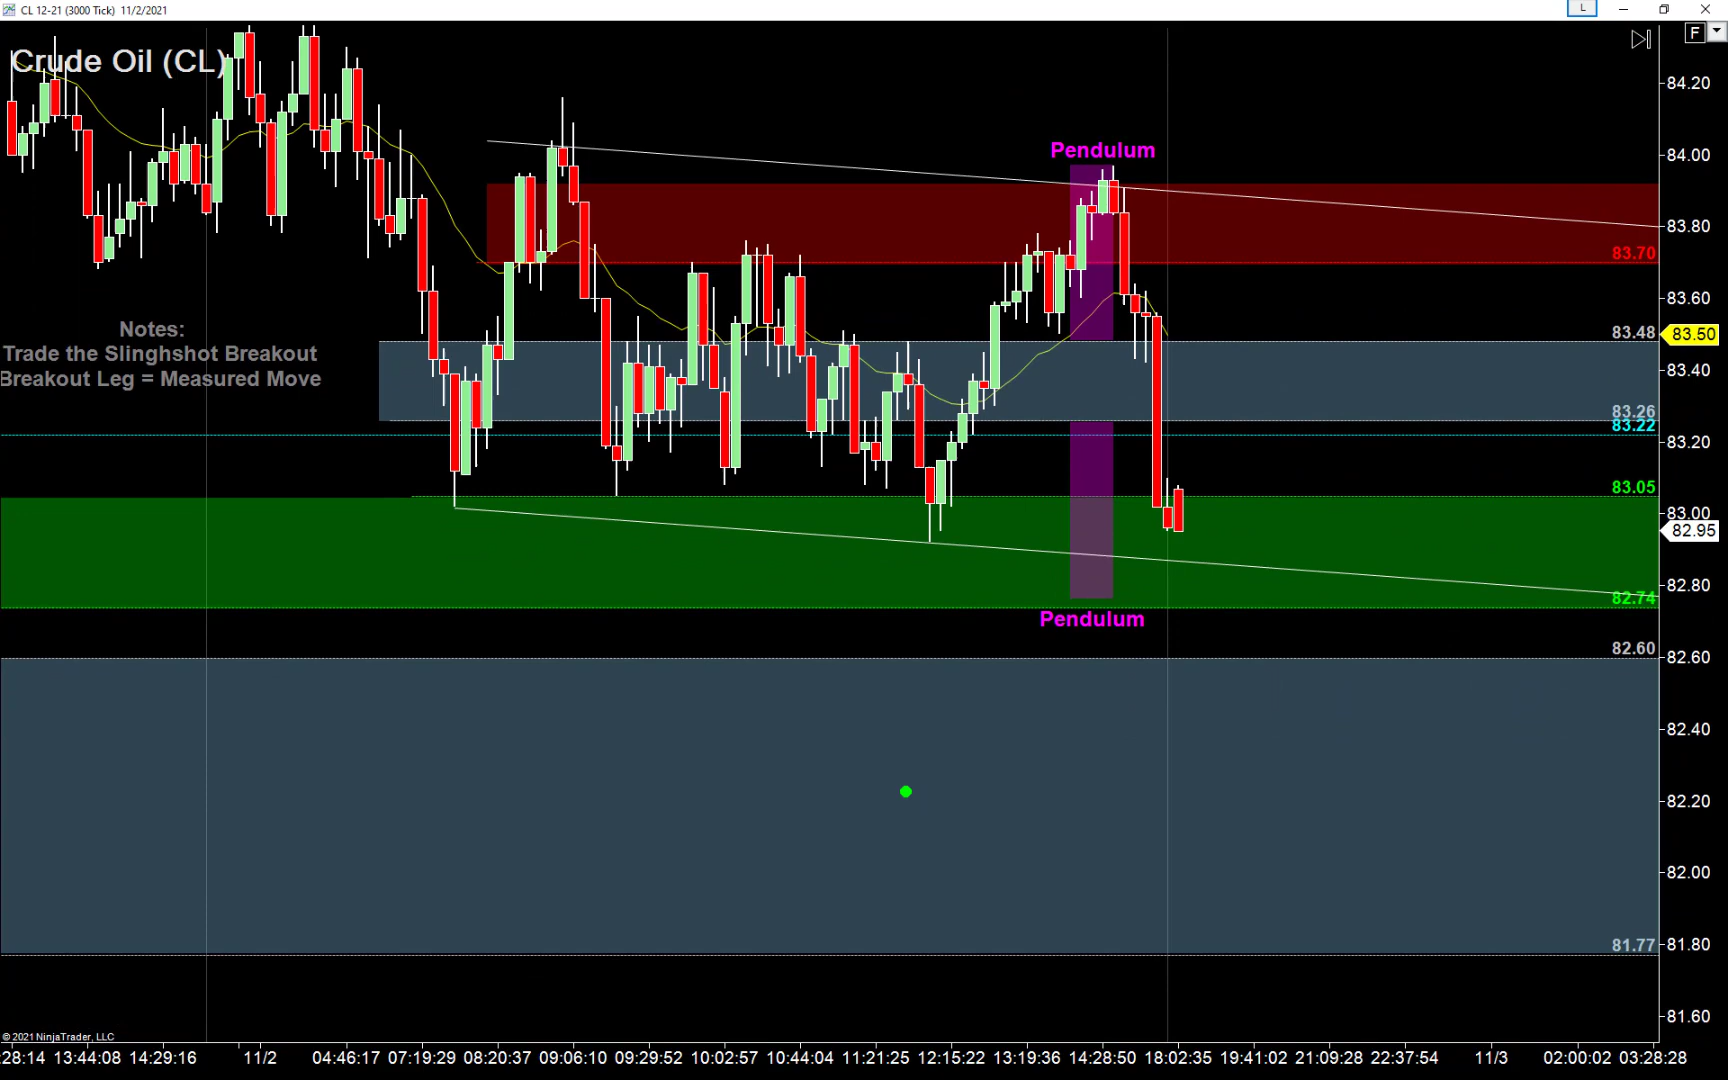 CL 12-21 (3000 Tick) 11/2/2021
L
F
Crude Oil (CL)
84.20
Pendulum
84.00
83.80
83.70
83.60
Notes:
83.48
83.50
Trade the Slinghshot Breakout
Breakout Leg = Measured Move
83.40
83.26
83.22
83.20
83.05
83.00
82.95
82.80
82.74
Pendulum
82.60
82.60
82.40
82.20
82.00
81.77
81.80
81.60
© 2021 NinjaTrader, LLC
:28:14 13:44:08 14:29:16 11/2 04:46:17 07:19:29 08:20:37 09:06:10 09:29:52 10:02:57 10:44:04 11:21:25 12:15:22 13:19:36 14:28:50 18:02:35 19:41:02 21:09:28 22:37:54 11/3 02:00:02 03:28:28